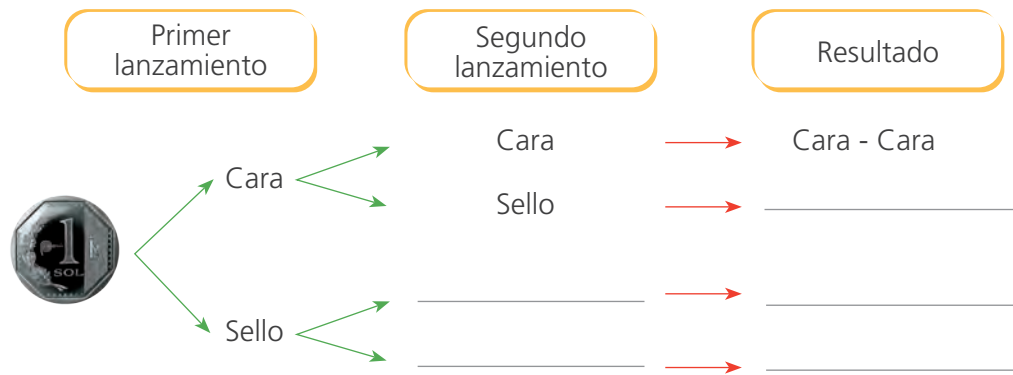 Primer
lanzamiento
Segundo
lanzamiento
Resultado
Cara
Cara
Cara - Cara
Sello
Sello
1
SOL